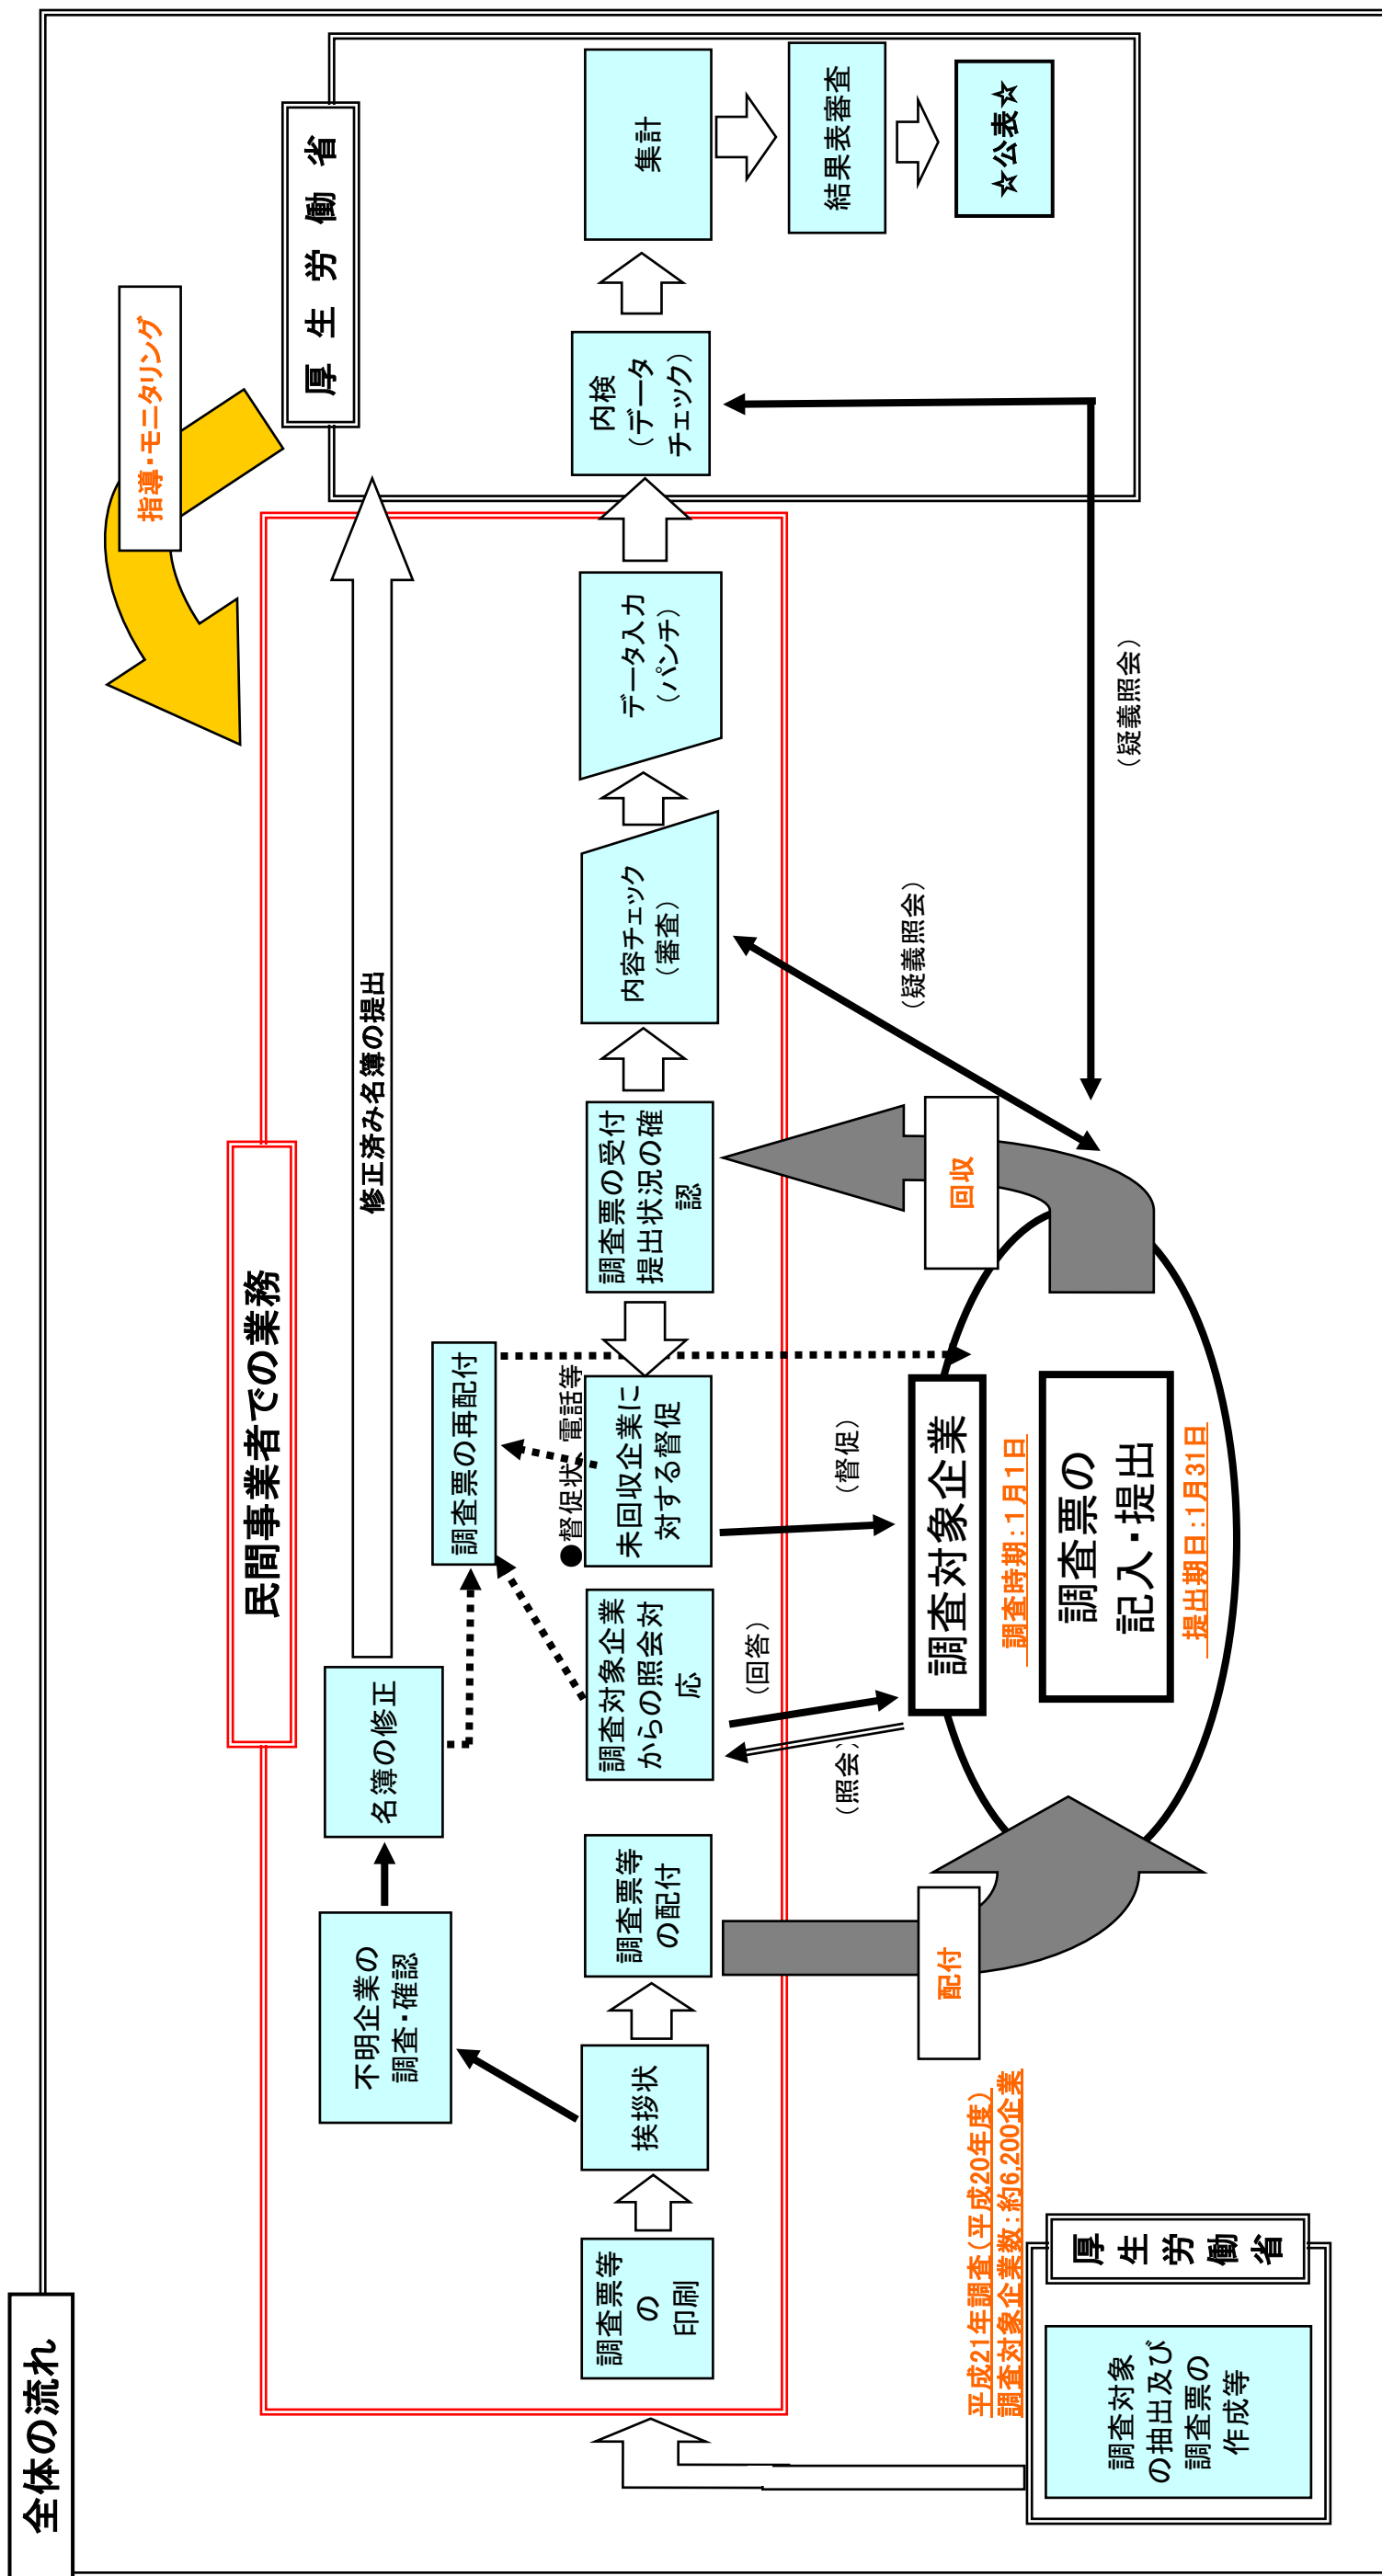 全体の流れ
民間事業者での業務
指導・モニタリング
厚生労働省
修正済み名簿の提出
不明企業の
調査・確認
名簿の修正
調査票の再配付
●督促状、電話等
調査票等
の
印刷
挨拶状
調査票等
の配付
調査対象企業
からの照会対
応
未回収企業に
対する督促
調査票の受付
提出状況の確
認
内容チェック
（審査）
データ入力
（パンチ）
内検
（データ
チェック）
集計
結果表審査
☆公表☆
（照会）
（回答）
（督促）
（疑義照会）
（疑義照会）
配付
回収
調査対象企業
調査時期：1月1日
調査票の
記入・提出
提出期日：1月31日
平成21年調査（平成20年度）
調査対象企業数：約6,200企業
厚生労働省
調査対象
の抽出及び
調査票の
作成等